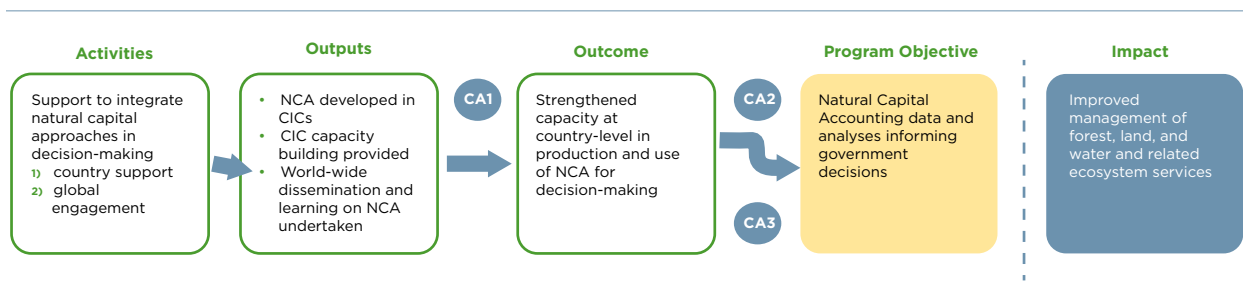 Activities
Support to integrate
natural capital
approaches in
decision-making
1) country support
2) global
engagement
Outputs
• NCA developed in
CICs
• CIC capacity
building provided
• World-wide
dissemination and
learning on NCA
undertaken
CA1
Outcome
Strengthened
capacity at
country-level in
production and use
of NCA for
decision-making
CA2
CA3
Program Objective
Natural Capital
Accounting data and
analyses informing
government
decisions
Impact
Improved
management of
forest, land, and
water and related
ecosystem services